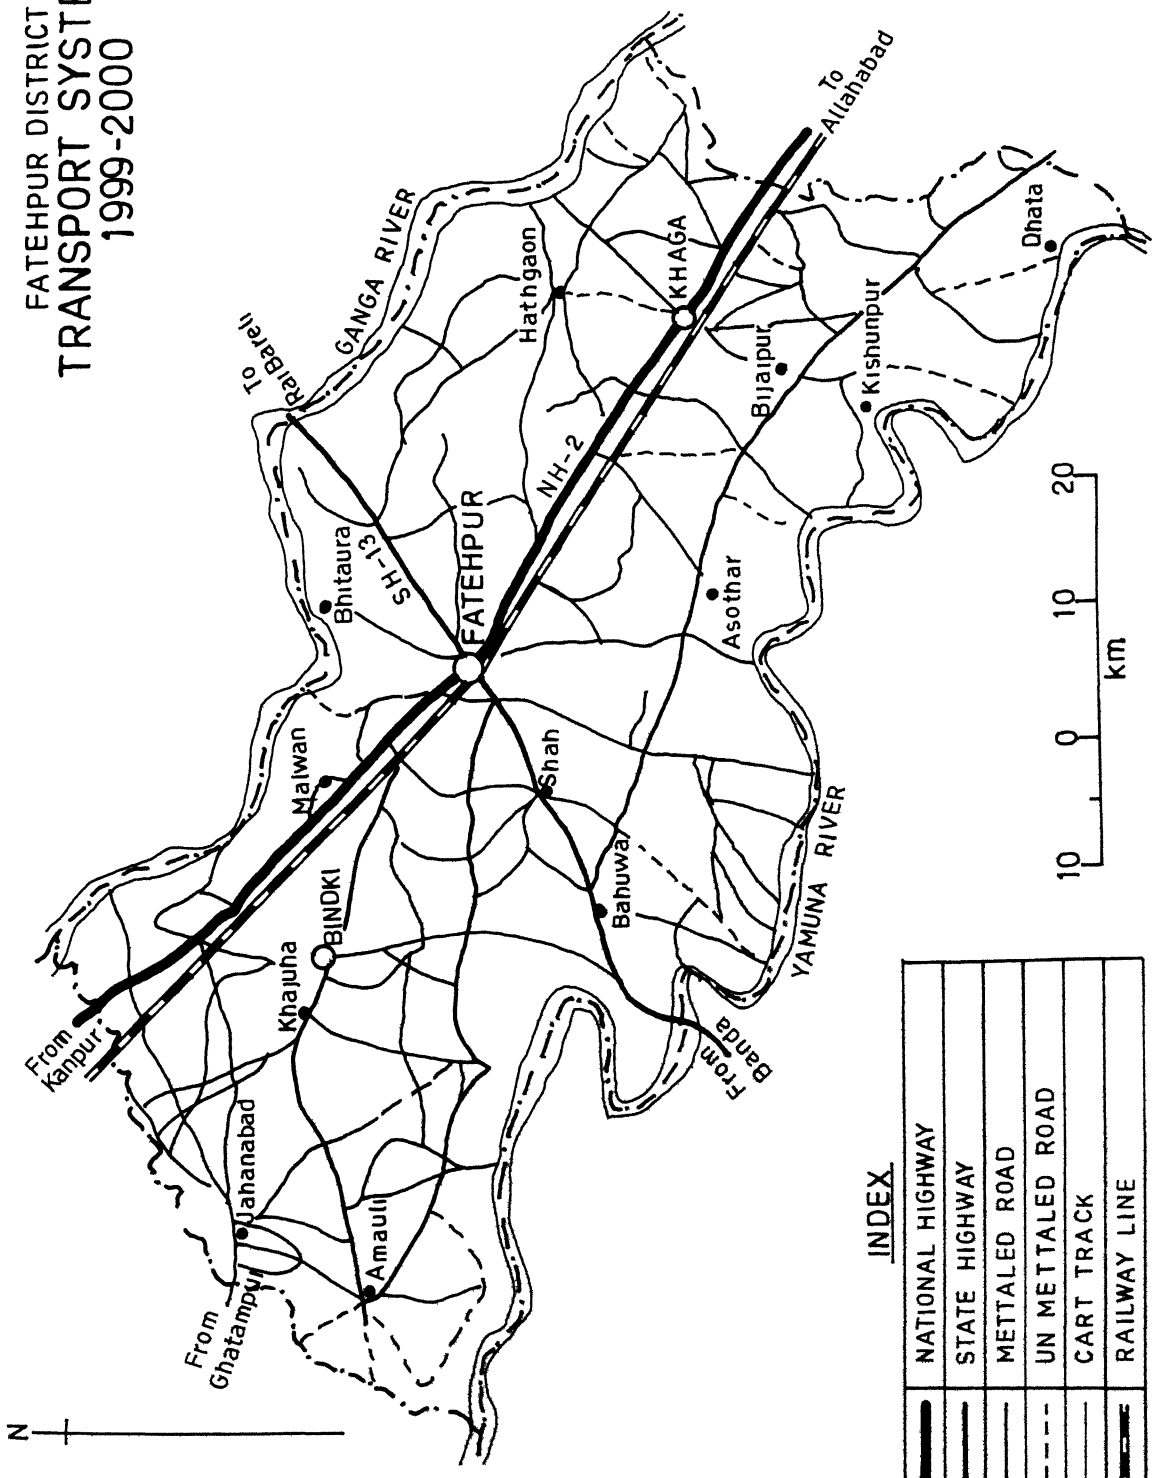 FATEHPUR DISTRICT
TRANSPORT SYSTE
1999-2000
N
From
Kanpur
To
RaiBareli
GANGA RIVER
Malwan
Bhitaura
SH-13
FATEHPUR
Hathgaon
NH-2
KHAGA
To
Allahabad
BINDKI
Khajuha
Jahanabad
From
Ghatampur
Amauli
Shah
Bahuwa
Asothar
Bijaipur
Kishunpur
Dhata
YAMUNA RIVER
From
Banda
INDEX
NATIONAL HIGHWAY
STATE HIGHWAY
METTALED ROAD
UN METTALED ROAD
CART TRACK
RAILWAY LINE
10 0 10 20
km